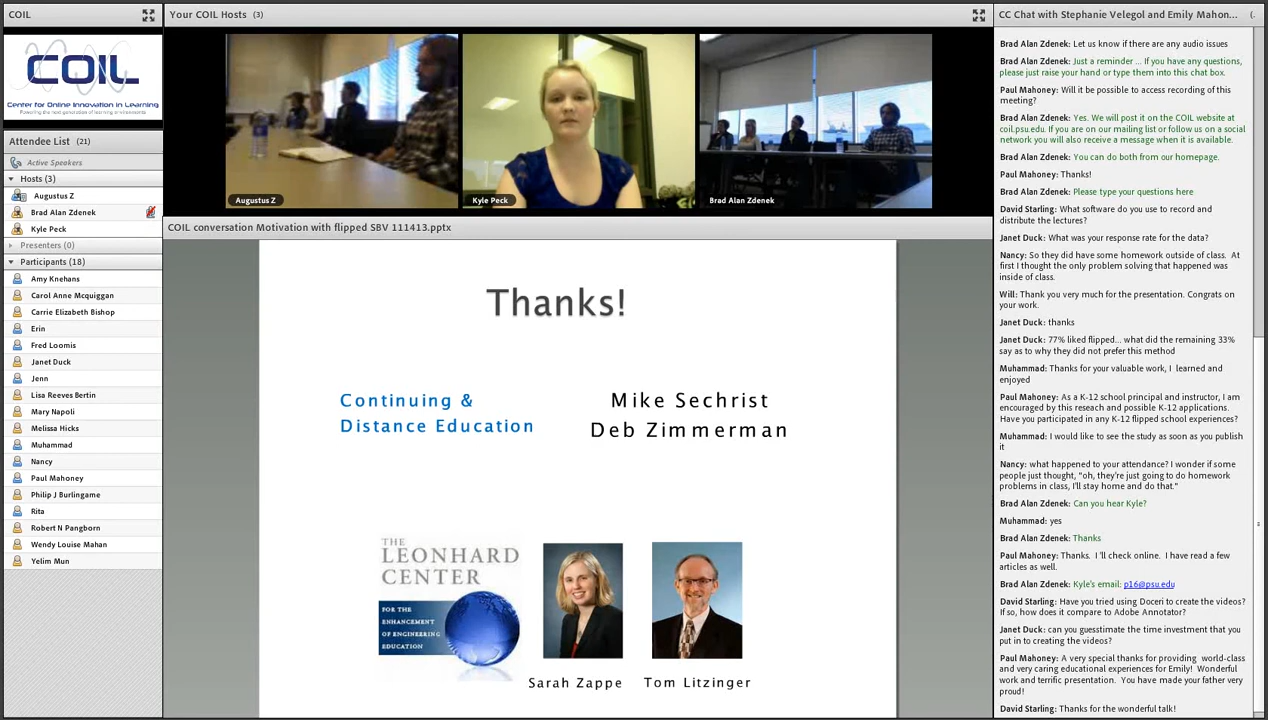 COIL
COIL
Center for Online Innovation in Learning
Powering the next generation of learning environments
Attendee List (21)
Active Speakers
Hosts (3)
Augustus Z
Brad Alan Zdenek
Kyle Peck
Presenters (0)
Participants (18)
Amy Knehans
Carol Anne Mcquiggan
Carrie Elizabeth Bishop
Erin
Fred Loomis
Janet Duck
Jenn
Lisa Reeves Bertin
Mary Napoli
Melissa Hicks
Muhammad
Nancy
Paul Mahoney
Philip J Burlingame
Rita
Robert N Pangborn
Wendy Louise Mahan
Yelim Mun
Your COIL Hosts (3)
Augustus Z
Kyle Peck
Brad Alan Zdenek
COIL conversation Motivation with flipped SBV 111413.pptx
Thanks!
Continuing &
Distance Education
Mike Sechrist
Deb Zimmerman
THE
LEONHARD
CENTER
FOR THE
ENHANCEMENT
OF ENGINEERING
EDUCATION
Sarah Zappe
Tom Litzinger
CC Chat with Stephanie Velegol and Emily Mahon...
Brad Alan Zdenek: Let us know if there are any audio issues
Brad Alan Zdenek: Just a reminder ... If you have any questions,
please just raise your hand or type them into this chat box.
Paul Mahoney: Will it be possible to access recording of this
meeting?
Brad Alan Zdenek: Yes. We will post it on the COIL website at
coil.psu.edu. If you are on our mailing list or follow us on a social
network you will also receive a message when it is available.
Brad Alan Zdenek: You can do both from our homepage.
Paul Mahoney: Thanks!
Brad Alan Zdenek: Please type your questions here
David Starling: What software do you use to record and
distribute the lectures?
Janet Duck: What was your response rate for the data?
Nancy: So they did have some homework outside of class. At
first I thought the only problem solving that happened was
inside of class.
Will: Thank you very much for the presentation. Congrats on
your work.
Janet Duck: thanks
Janet Duck: 77% liked flipped... what did the remaining 33%
say as to why they did not prefer this method
Muhammad: Thanks for your valuable work, I learned and
enjoyed
Paul Mahoney: As a K-12 school principal and instructor, I am
encouraged by this reseach and possible K-12 applications.
Have you participated in any K-12 flipped school experiences?
Muhammad: I would like to see the study as soon as you publish
it
Nancy: what happened to your attendance? I wonder if some
people just thought, "oh, they're just going to do homework
problems in class, I'll stay home and do that."
Brad Alan Zdenek: Can you hear Kyle?
Muhammad: yes
Brad Alan Zdenek: Thanks
Paul Mahoney: Thanks. I 'll check online. I have read a few
articles as well.
Brad Alan Zdenek: Kyle's email: p16@psu.edu
David Starling: Have you tried using Doceri to create the videos?
If so, how does it compare to Adobe Annotator?
Janet Duck: can you guesstimate the time investment that you
put in to creating the videos?
Paul Mahoney: A very special thanks for providing world-class
and very caring educational experiences for Emily! Wonderful
work and terrific presentation. You have made your father very
proud!
David Starling: Thanks for the wonderful talk!